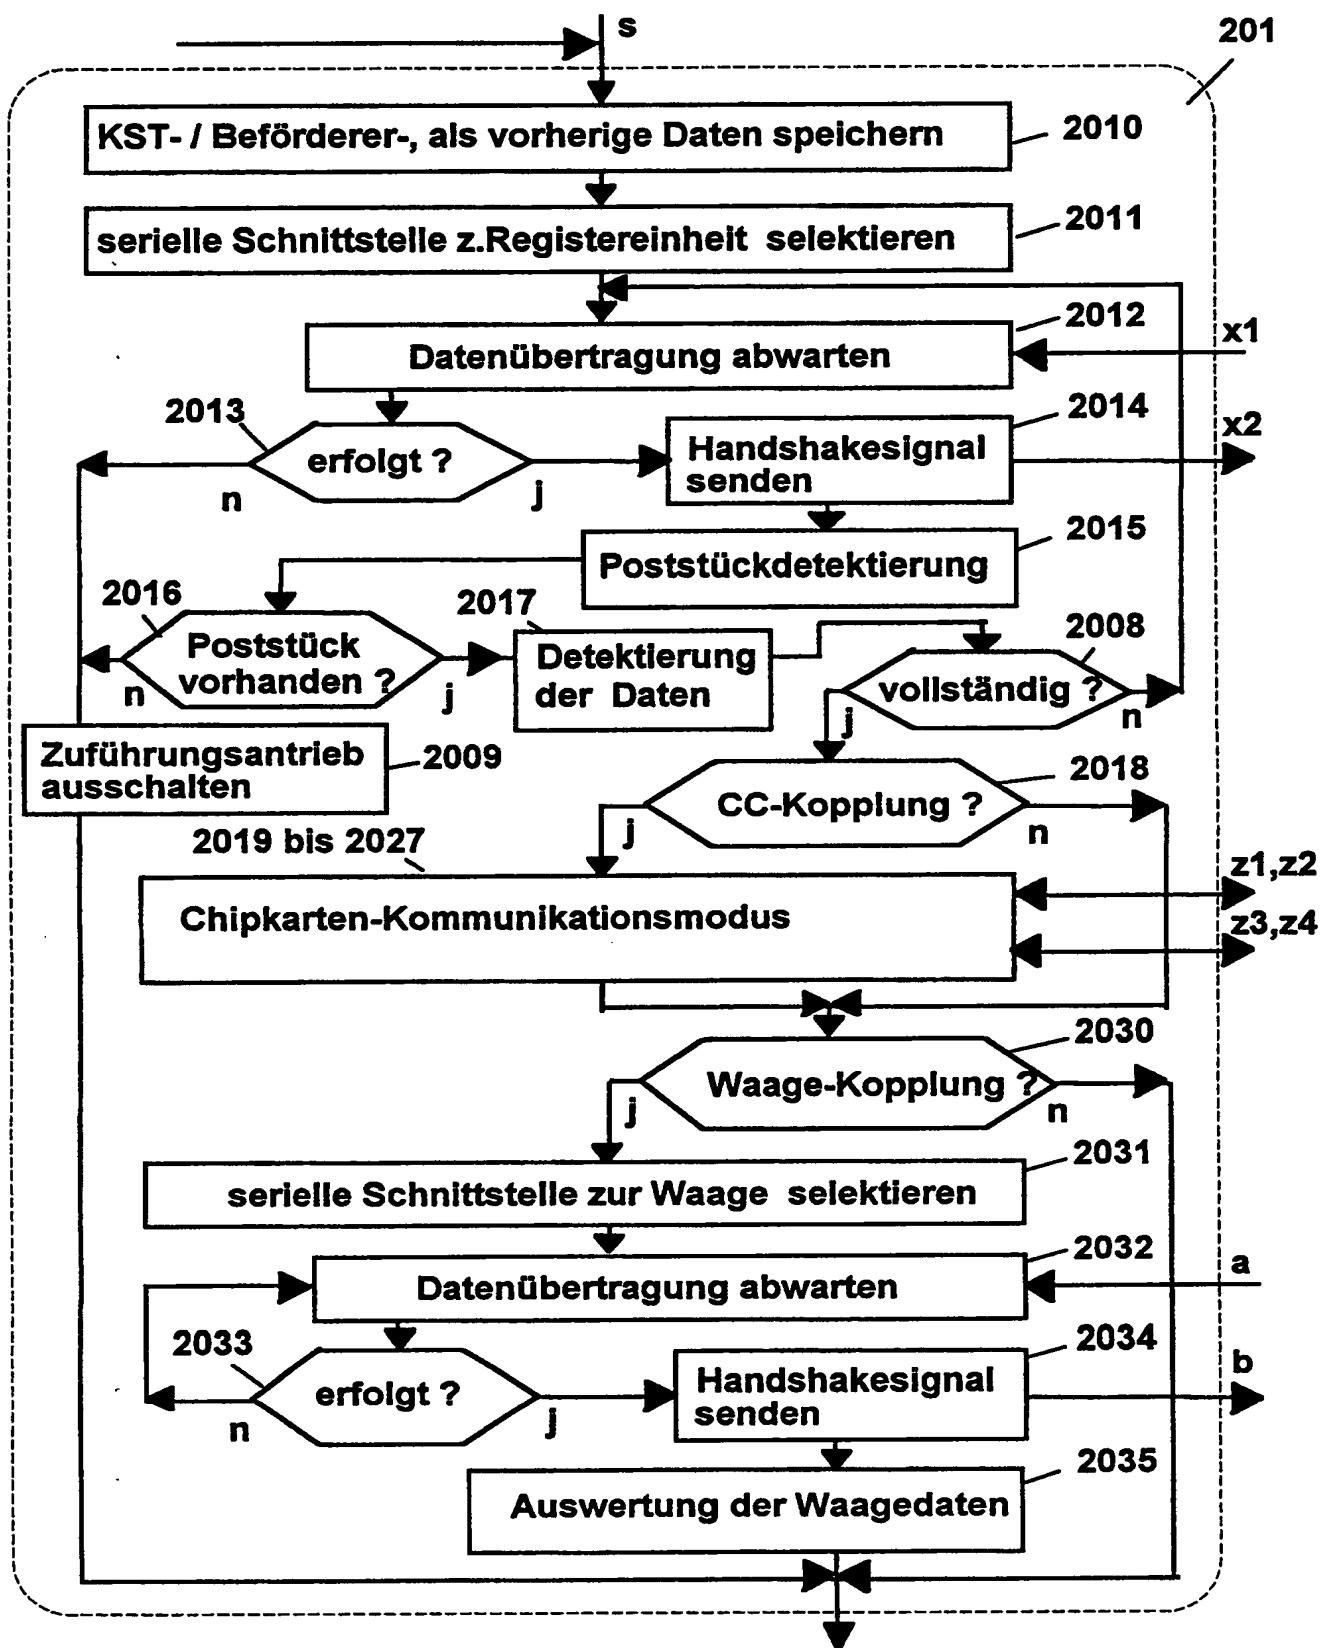 s
201
KST- / Beförderer-, als vorherige Daten speichern
2010
serielle Schnittstelle z.Registereinheit selektieren
2011
2012
Datenübertragung abwarten
x1
2013
erfolgt ?
n
j
2014
Handshakesignal
senden
x2
2015
Poststückdetektierung
2016
Poststück
vorhanden ?
n
j
2017
Detektierung
der Daten
2008
vollständig ?
j
n
Zuführungsantrieb
ausschalten
2009
2018
CC-Kopplung ?
j
n
2019 bis 2027
Chipkarten-Kommunikationsmodus
z1,z2
z3,z4
2030
Waage-Kopplung ?
j
n
2031
serielle Schnittstelle zur Waage selektieren
2032
Datenübertragung abwarten
a
2033
erfolgt ?
n
j
2034
Handshakesignal
senden
b
2035
Auswertung der Waagedaten